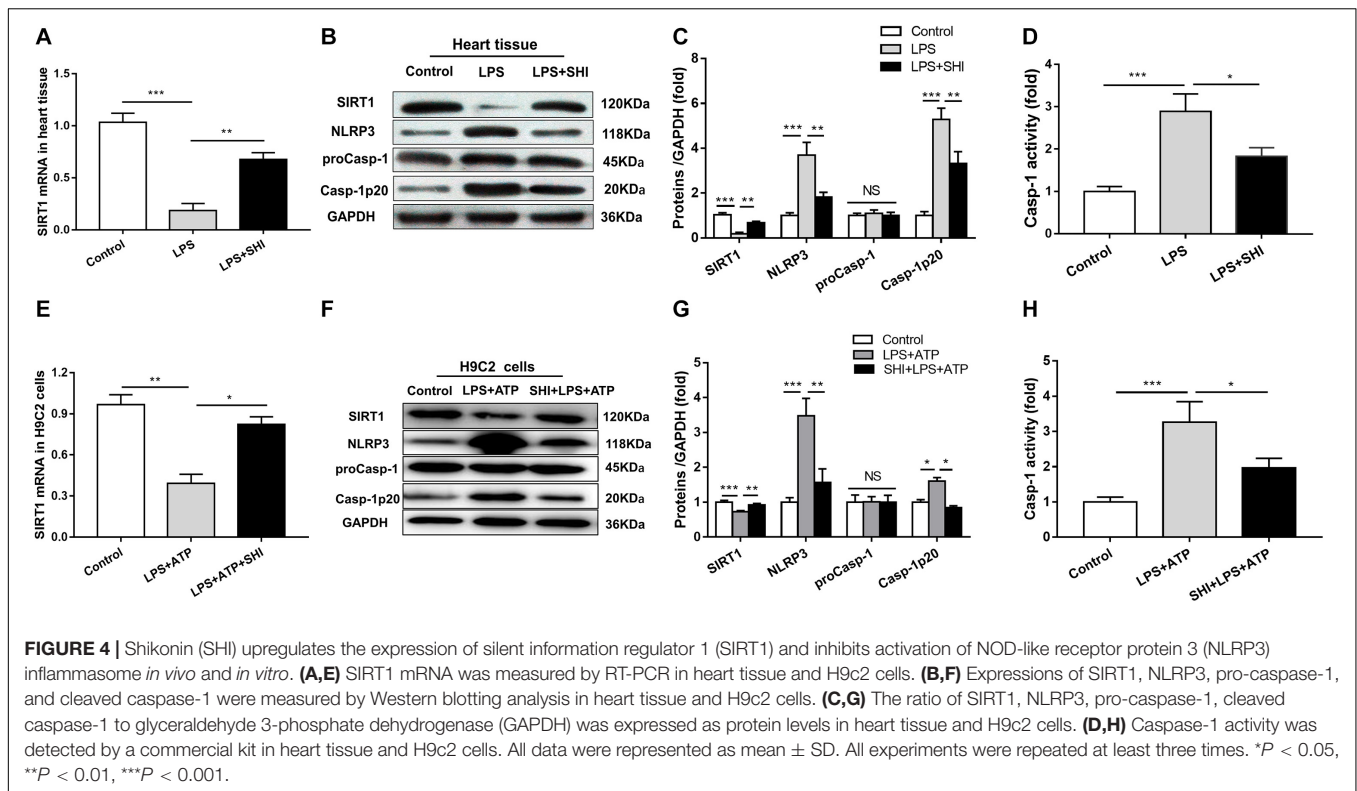 A
SIRT1 mRNA in heart tissue
1.5
1.0
0.5
0.0
***
**
Control
LPS
LPS+SHI
B
Heart tissue
Control LPS LPS+SHI
SIRT1 120KDa
NLRP3 118KDa
proCasp-1 45KDa
Casp-1p20 20KDa
GAPDH 36KDa
C
Control
LPS
LPS+SHI
Proteins /GAPDH (fold)
8
6
4
2
0
*** **
*** **
NS
*** **
SIRT1
NLRP3
proCasp-1
Casp-1p20
D
Casp-1 activity (fold)
4
3
2
1
0
***
*
Control
LPS
LPS+SHI
E
SIRT1 mRNA in H9C2 cells
1.2
0.9
0.6
0.3
0.0
**
*
Control
LPS+ATP
LPS+ATP+SHI
F
H9C2 cells
Control LPS+ATP SHI+LPS+ATP
SIRT1 120KDa
NLRP3 118KDa
proCasp-1 45KDa
Casp-1p20 20KDa
GAPDH 36KDa
G
Control
LPS+ATP
SHI+LPS+ATP
Proteins /GAPDH (fold)
5
4
3
2
1
0
*** **
*** **
NS
* *
SIRT1
NLRP3
proCasp-1
Casp-1p20
H
Casp-1 activity (fold)
5
4
3
2
1
0
***
*
Control
LPS+ATP
SHI+LPS+ATP
FIGURE 4 | Shikonin (SHI) upregulates the expression of silent information regulator 1 (SIRT1) and inhibits activation of NOD-like receptor protein 3 (NLRP3)
inflammasome in vivo and in vitro. (A,E) SIRT1 mRNA was measured by RT-PCR in heart tissue and H9c2 cells. (B,F) Expressions of SIRT1, NLRP3, pro-caspase-1,
and cleaved caspase-1 were measured by Western blotting analysis in heart tissue and H9c2 cells. (C,G) The ratio of SIRT1, NLRP3, pro-caspase-1, cleaved
caspase-1 to glyceraldehyde 3-phosphate dehydrogenase (GAPDH) was expressed as protein levels in heart tissue and H9c2 cells. (D,H) Caspase-1 activity was
detected by a commercial kit in heart tissue and H9c2 cells. All data were represented as mean ± SD. All experiments were repeated at least three times. *P < 0.05,
**P < 0.01, ***P < 0.001.